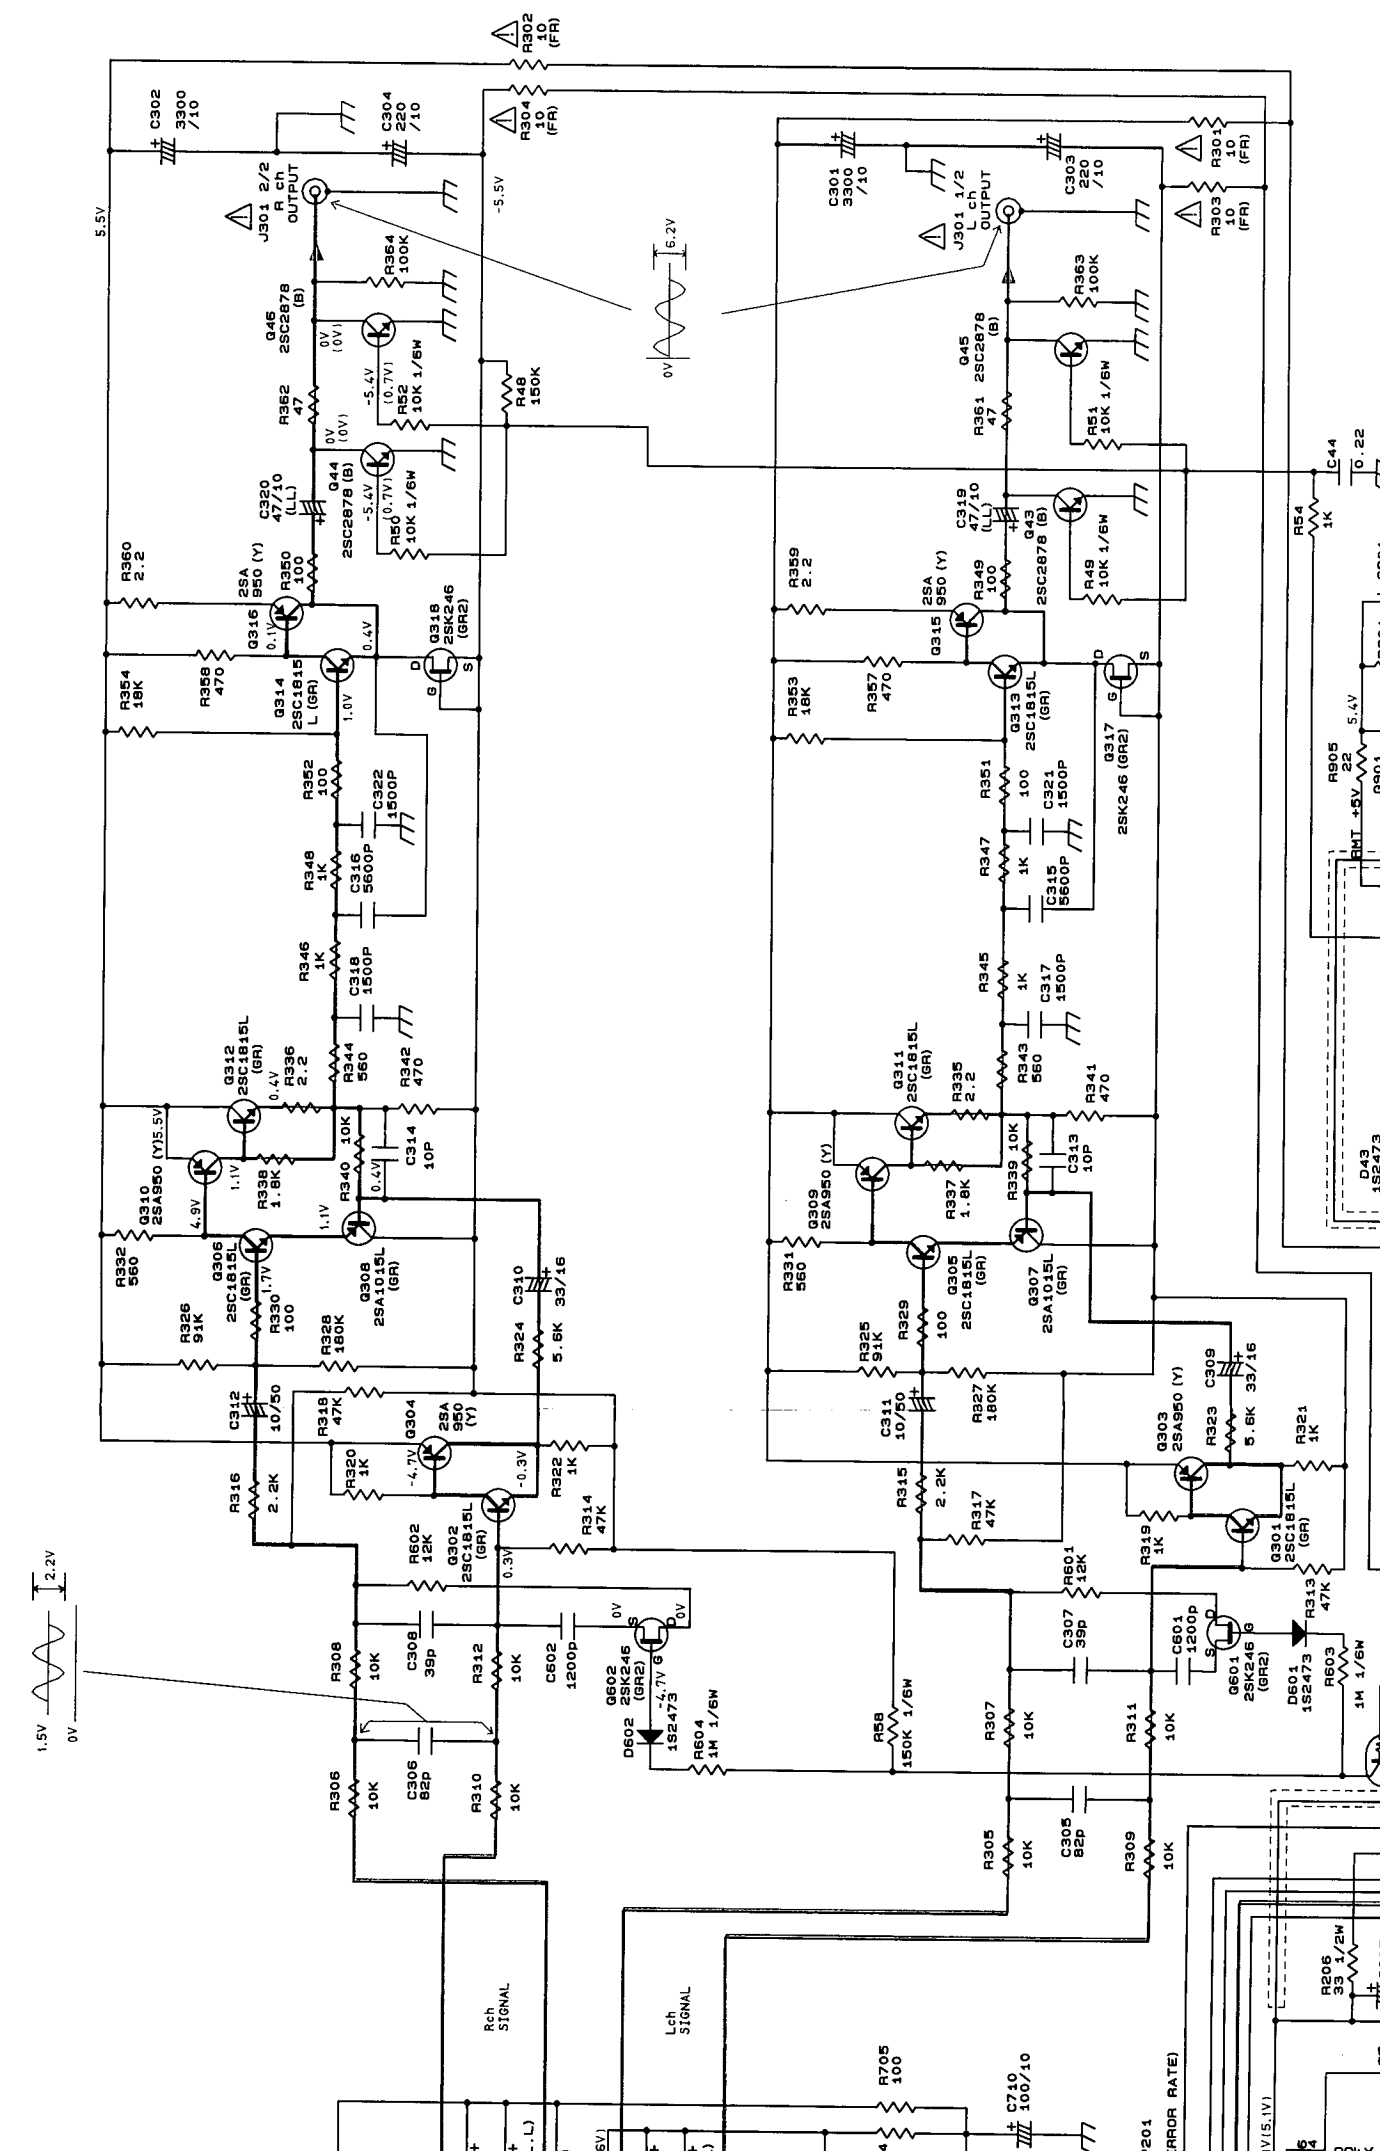 R302
10
(FR)
R304
10
(FR)
C302
3300
/10
C304
220
/10
5.5V
-5.5V
J301 2/2
R ch
OUTPUT
R301
10
(FR)
R303
10
(FR)
C301
3300
/10
C303
220
/10
J301 1/2
L ch
OUTPUT
R364
100K
Q46
2SC2878
(B)
0V
(0V)
6.2V
0V
R363
100K
Q45
2SC2878
(B)
R362
47
-5.4V
(0.7V)
R52
10K 1/6W
R48
150K
R361
47
R51
10K 1/6W
0V
(0V)
C320
47/10
(LL)
Q44
2SC2878 (B)
-5.4V
(0.7V)
R50
10K 1/6W
C319
47/10
(LL)
Q43
2SC2878 (B)
R49
10K 1/6W
C44
0.22
R54
1K
R360
2.2
2SA
950 (Y)
R350
100
Q316
0.1V
0.4V
Q318
2SK246
(GR2)
D
G
S
R359
2.2
2SA
950 (Y)
R349
100
Q315
R354
18K
R358
470
Q314
2SC1815
L (GR)
1.0V
R353
18K
R357
470
Q313
2SC1815L
(GR)
D
G
S
Q317
2SK246 (GR2)
R352
100
C322
1500P
R348
1K
C316
5600P
R351
100
C321
1500P
R347
1K
C315
5600P
5.4V
R905
22
RMT +5V
R346
1K
C318
1500P
R345
1K
C317
1500P
Q312
2SC1815L
(GR)
0.4V
R336
2.2
R344
560
R342
470
Q311
2SC1815L
(GR)
R335
2.2
R343
560
R341
470
Q310
2SA950 (Y)
5.5V
4.9V
1.1V
R338
1.8K
R340
10K
0.4V
C314
10P
Q309
2SA950 (Y)
R337
1.8K
R339
10K
C313
10P
D43
1S2473
R332
560
Q306
2SC1815L
(GR)
1.7V
1.1V
Q308
2SA1015L
(GR)
C310
33/16
R331
560
Q305
2SC1815L
(GR)
Q307
2SA1015L
(GR)
R326
91K
R330
100
R328
180K
R324
5.6K
R325
91K
R329
100
R327
180K
C309
33/16
C312
10/50
R318
47K
Q304
2SA
950
(Y)
-4.7V
C311
10/50
Q303
2SA950 (Y)
R323
5.6K
R321
1K
R316
2.2K
R320
1K
-0.3V
R322
1K
R315
2.2K
R317
47K
R319
1K
Q301
2SC1815L
(GR)
R602
12K
Q302
2SC1815L
(GR)
0.3V
R314
47K
R601
12K
R313
47K
2.2V
1.5V
0V
R308
10K
C308
39p
R312
10K
C602
1200p
0V
S
D
0V
G
Q602
2SK246
(GR2)
-4.7V
D602
1S2473
R604
1M 1/6W
R58
150K 1/6W
R307
10K
C307
39p
R311
10K
C601
1200p
S
D
G
Q601
2SK246
(GR2)
D601
1S2473
R603
1M 1/6W
R306
10K
C306
82p
R310
10K
R305
10K
C305
82p
R309
10K
Rch
SIGNAL
Lch
SIGNAL
R206
33 1/2W
R705
100
C710
100/10
ERROR RATE)
(5.1V)